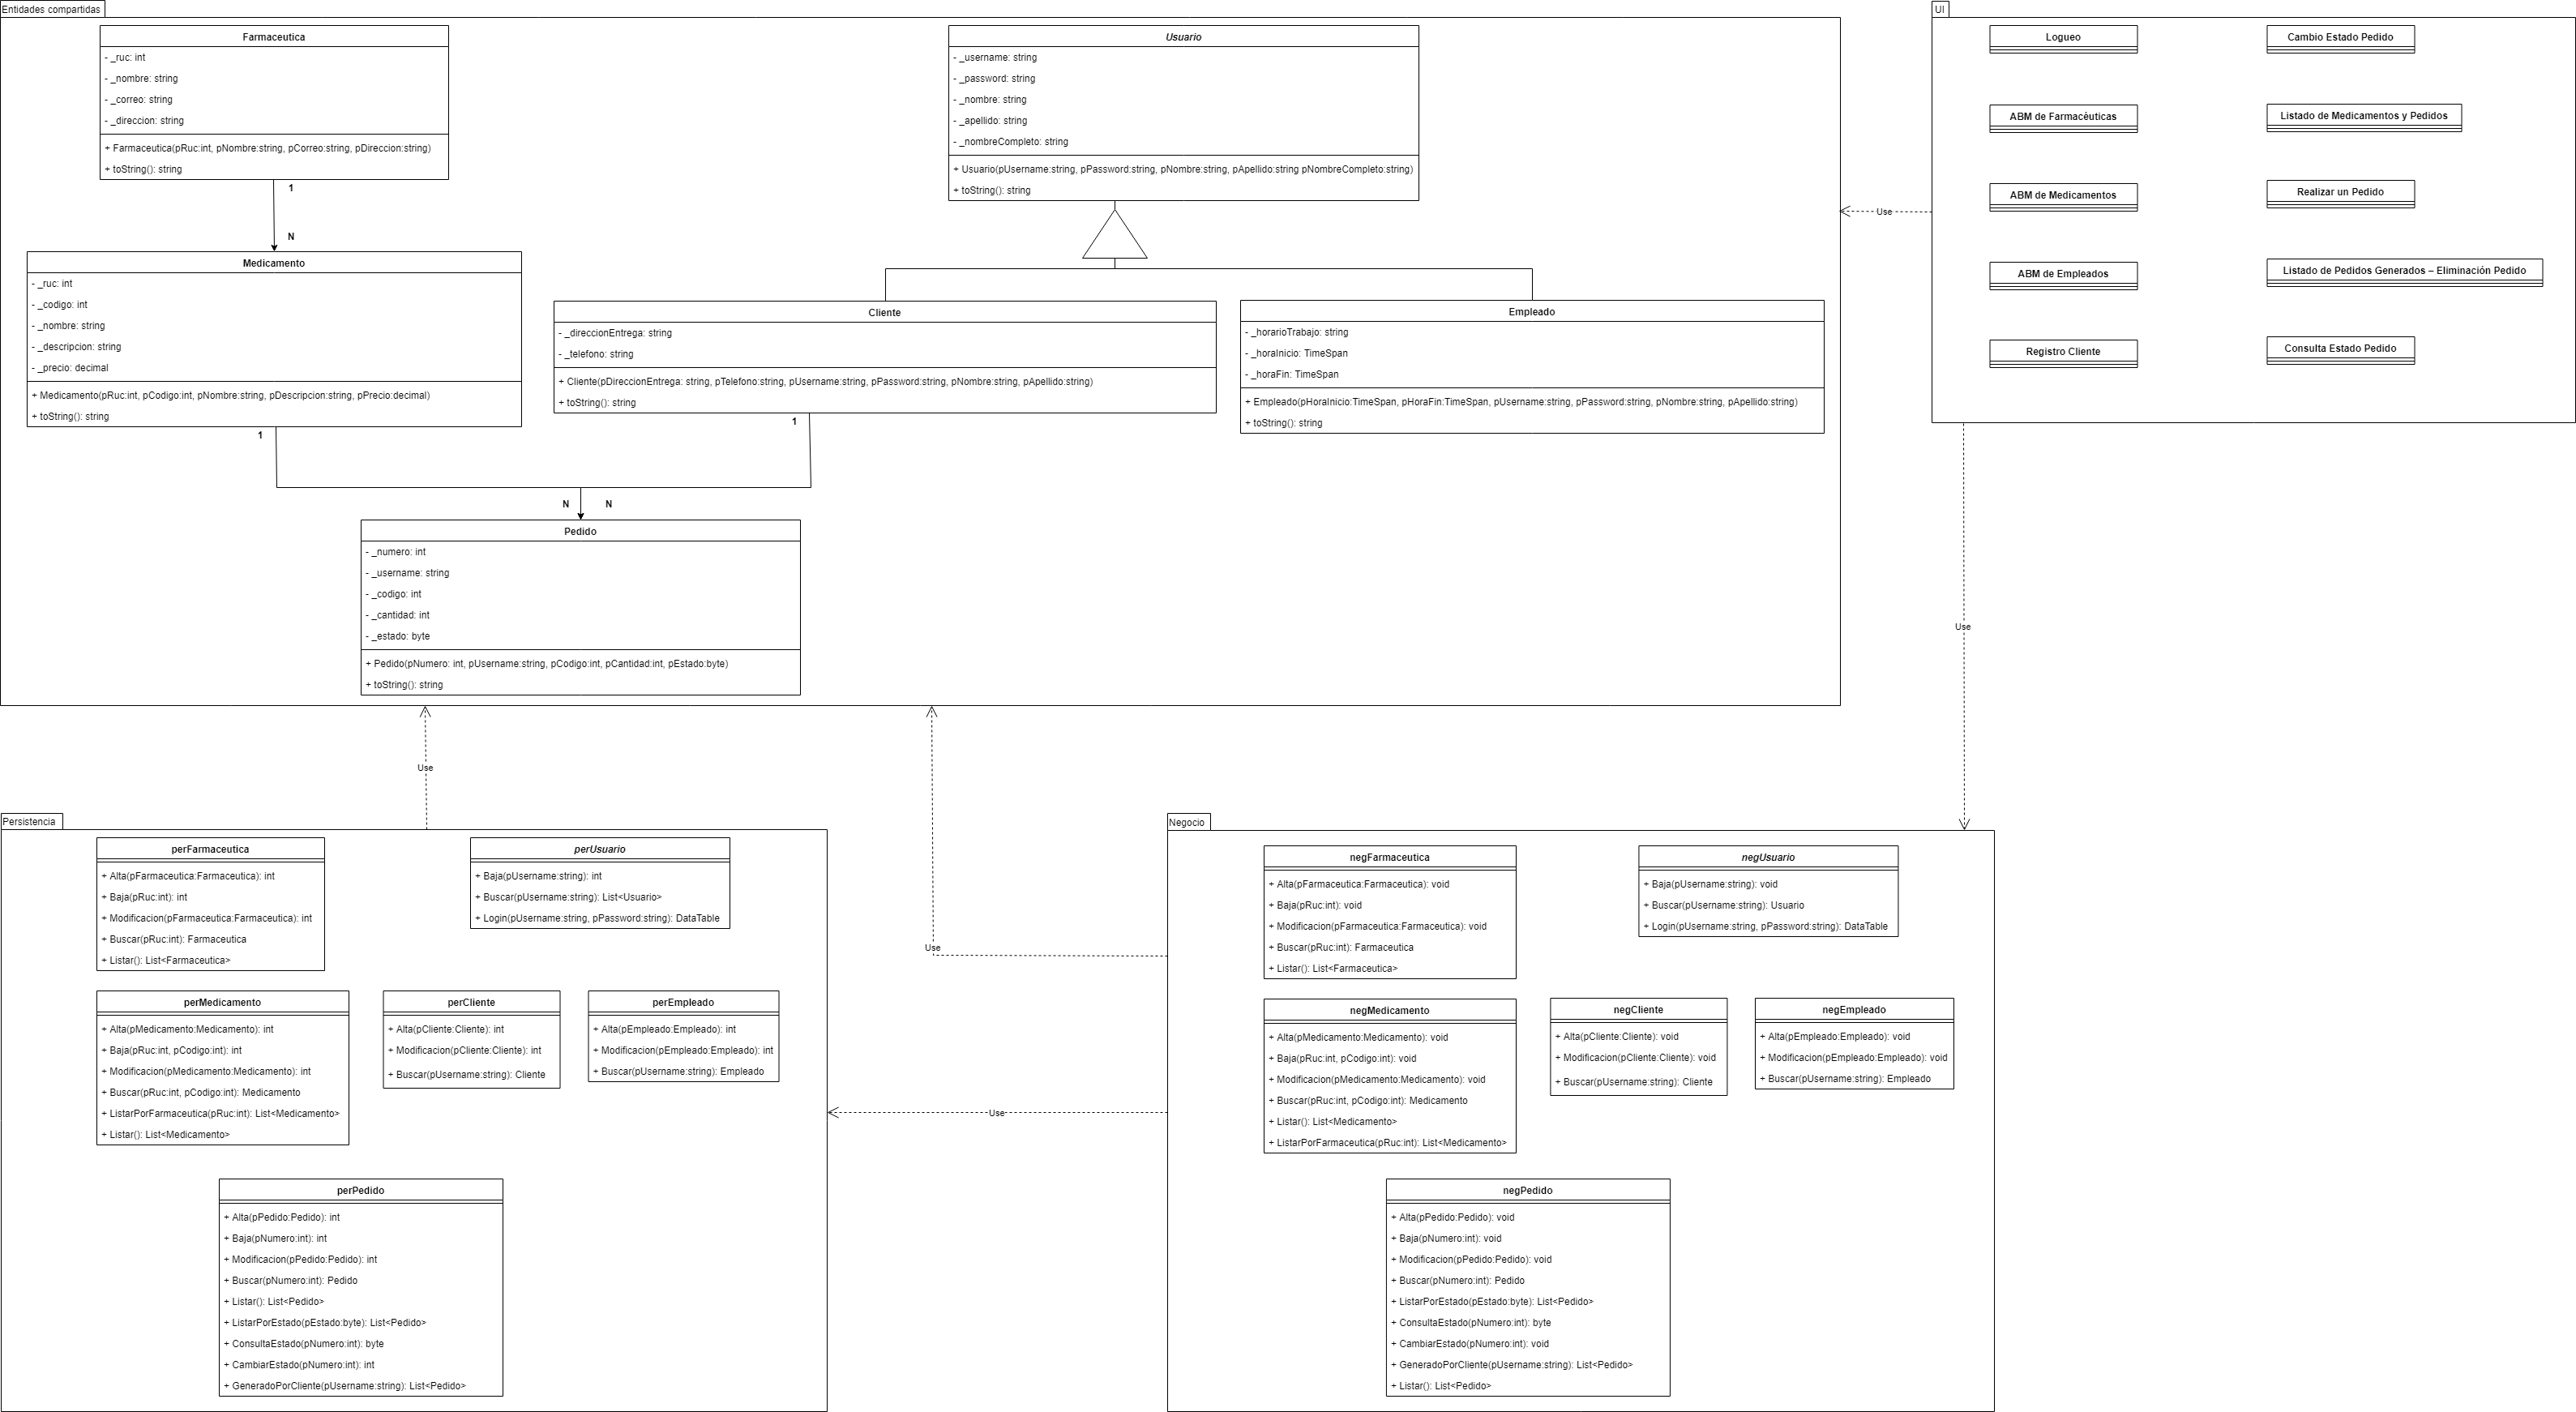 Entidades compartidas
Farmaceutica
- _ruc: int
- _nombre: string
- _correo: string
- _direccion: string
+ Farmaceutica(pRuc:int, pNombre:string, pCorreo:string, pDireccion:string)
+ toString(): string
1
N
Medicamento
- _ruc: int
- _codigo: int
- _nombre: string
- _descripcion: string
- _precio: decimal
+ Medicamento(pRuc:int, pCodigo:int, pNombre:string, pDescripcion:string, pPrecio:decimal)
+ toString(): string
1
Usuario
- _username: string
- _password: string
- _nombre: string
- _apellido: string
- _nombreCompleto: string
+ Usuario(pUsername:string, pPassword:string, pNombre:string, pApellido:string pNombreCompleto:string)
+ toString(): string
Cliente
- _direccionEntrega: string
- _telefono: string
+ Cliente(pDireccionEntrega: string, pTelefono:string, pUsername:string, pPassword:string, pNombre:string, pApellido:string)
+ toString(): string
1
Empleado
- _horarioTrabajo: string
- _horaInicio: TimeSpan
- _horaFin: TimeSpan
+ Empleado(pHoraInicio:TimeSpan, pHoraFin:TimeSpan, pUsername:string, pPassword:string, pNombre:string, pApellido:string)
+ toString(): string
N N
Pedido
- _numero: int
- _username: string
- _codigo: int
- _cantidad: int
- _estado: byte
+ Pedido(pNumero: int, pUsername:string, pCodigo:int, pCantidad:int, pEstado:byte)
+ toString(): string
UI
Logueo
Cambio Estado Pedido
ABM de Farmacéuticas
Listado de Medicamentos y Pedidos
ABM de Medicamentos
Realizar un Pedido
ABM de Empleados
Listado de Pedidos Generados – Eliminación Pedido
Registro Cliente
Consulta Estado Pedido
Use
Use
Use
Use
Use
Persistencia
perFarmaceutica
+ Alta(pFarmaceutica:Farmaceutica): int
+ Baja(pRuc:int): int
+ Modificacion(pFarmaceutica:Farmaceutica): int
+ Buscar(pRuc:int): Farmaceutica
+ Listar(): List<Farmaceutica>
perUsuario
+ Baja(pUsername:string): int
+ Buscar(pUsername:string): List<Usuario>
+ Login(pUsername:string, pPassword:string): DataTable
perMedicamento
+ Alta(pMedicamento:Medicamento): int
+ Baja(pRuc:int, pCodigo:int): int
+ Modificacion(pMedicamento:Medicamento): int
+ Buscar(pRuc:int, pCodigo:int): Medicamento
+ ListarPorFarmaceutica(pRuc:int): List<Medicamento>
+ Listar(): List<Medicamento>
perCliente
+ Alta(pCliente:Cliente): int
+ Modificacion(pCliente:Cliente): int
+ Buscar(pUsername:string): Cliente
perEmpleado
+ Alta(pEmpleado:Empleado): int
+ Modificacion(pEmpleado:Empleado): int
+ Buscar(pUsername:string): Empleado
perPedido
+ Alta(pPedido:Pedido): int
+ Baja(pNumero:int): int
+ Modificacion(pPedido:Pedido): int
+ Buscar(pNumero:int): Pedido
+ Listar(): List<Pedido>
+ ListarPorEstado(pEstado:byte): List<Pedido>
+ ConsultaEstado(pNumero:int): byte
+ CambiarEstado(pNumero:int): int
+ GeneradoPorCliente(pUsername:string): List<Pedido>
Negocio
negFarmaceutica
+ Alta(pFarmaceutica:Farmaceutica): void
+ Baja(pRuc:int): void
+ Modificacion(pFarmaceutica:Farmaceutica): void
+ Buscar(pRuc:int): Farmaceutica
+ Listar(): List<Farmaceutica>
negUsuario
+ Baja(pUsername:string): void
+ Buscar(pUsername:string): Usuario
+ Login(pUsername:string, pPassword:string): DataTable
negMedicamento
+ Alta(pMedicamento:Medicamento): void
+ Baja(pRuc:int, pCodigo:int): void
+ Modificacion(pMedicamento:Medicamento): void
+ Buscar(pRuc:int, pCodigo:int): Medicamento
+ Listar(): List<Medicamento>
+ ListarPorFarmaceutica(pRuc:int): List<Medicamento>
negCliente
+ Alta(pCliente:Cliente): void
+ Modificacion(pCliente:Cliente): void
+ Buscar(pUsername:string): Cliente
negEmpleado
+ Alta(pEmpleado:Empleado): void
+ Modificacion(pEmpleado:Empleado): void
+ Buscar(pUsername:string): Empleado
negPedido
+ Alta(pPedido:Pedido): void
+ Baja(pNumero:int): void
+ Modificacion(pPedido:Pedido): void
+ Buscar(pNumero:int): Pedido
+ ListarPorEstado(pEstado:byte): List<Pedido>
+ ConsultaEstado(pNumero:int): byte
+ CambiarEstado(pNumero:int): void
+ GeneradoPorCliente(pUsername:string): List<Pedido>
+ Listar(): List<Pedido>